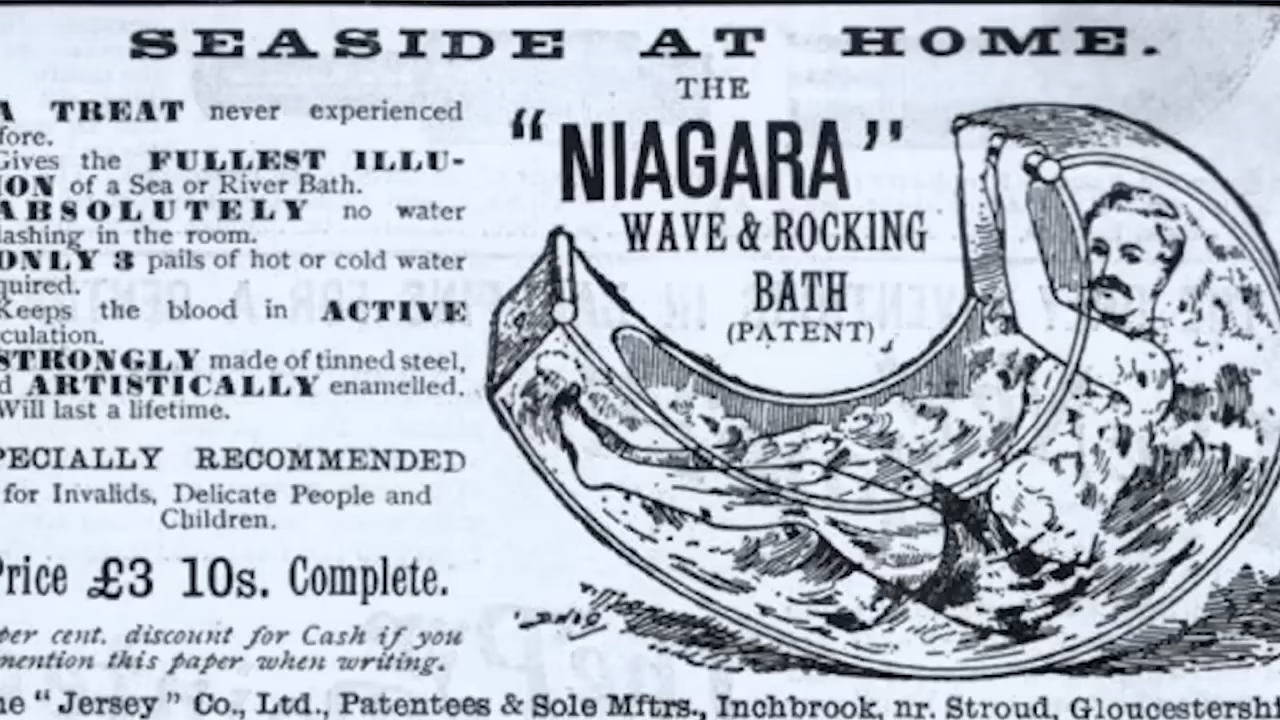 SEASIDE AT HOME.
A TREAT never experienced
fore.
Gives the FULLEST ILLU-
ION of a Sea or River Bath.
ABSOLUTELY no water
lashing in the room.
ONLY 3 pails of hot or cold water
quired.
Keeps the blood in ACTIVE
culation.
STRONGLY made of tinned steel,
d ARTISTICALLY enamelled.
Will last a lifetime.
PECIALLY RECOMMENDED
for Invalids, Delicate People and
Children.
Price £3 10s. Complete.
per cent. discount for Cash if you
mention this paper when writing.
THE
"NIAGARA"
WAVE & ROCKING
BATH
(PATENT)
he "Jersey" Co., Ltd., Patentees & Sole Mftrs., Inchbrook, nr. Stroud, Gloucestershi